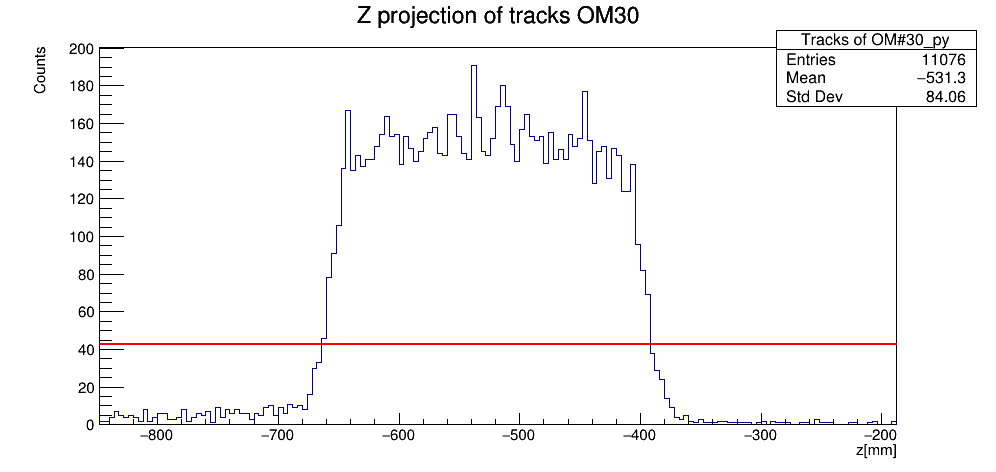 Z projection of tracks OM30
Tracks of OM#30_py
Entries 11076
Mean −531.3
Std Dev 84.06
Counts
200
180
160
140
120
100
80
60
40
20
0
−800 −700 −600 −500 −400 −300 −200
z[mm]